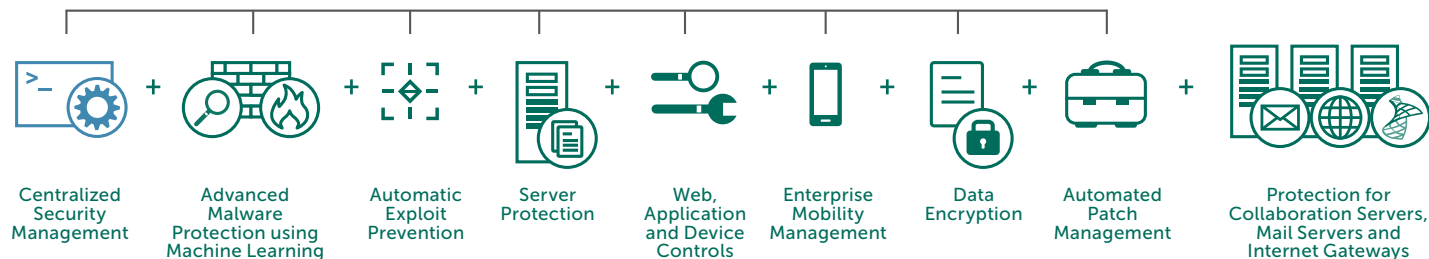 >_
+
+
+
+
+
+
+
+
Centralized
Security
Management
Advanced
Malware
Protection using
Machine Learning
Automatic
Exploit
Prevention
Server
Protection
Web,
Application
and Device
Controls
Enterprise
Mobility
Management
Data
Encryption
Automated
Patch
Management
Protection for
Collaboration Servers,
Mail Servers and
Internet Gateways